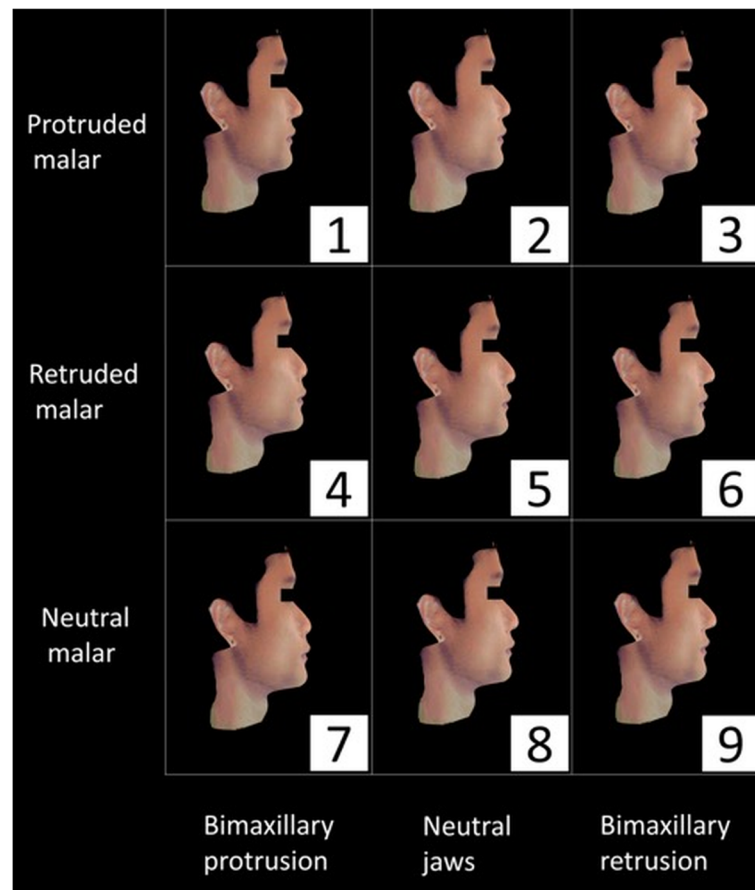 Protruded
malar
1
2
3
Retruded
malar
4
5
6
Neutral
malar
7
8
9
Bimaxillary
protrusion
Neutral
jaws
Bimaxillary
retrusion